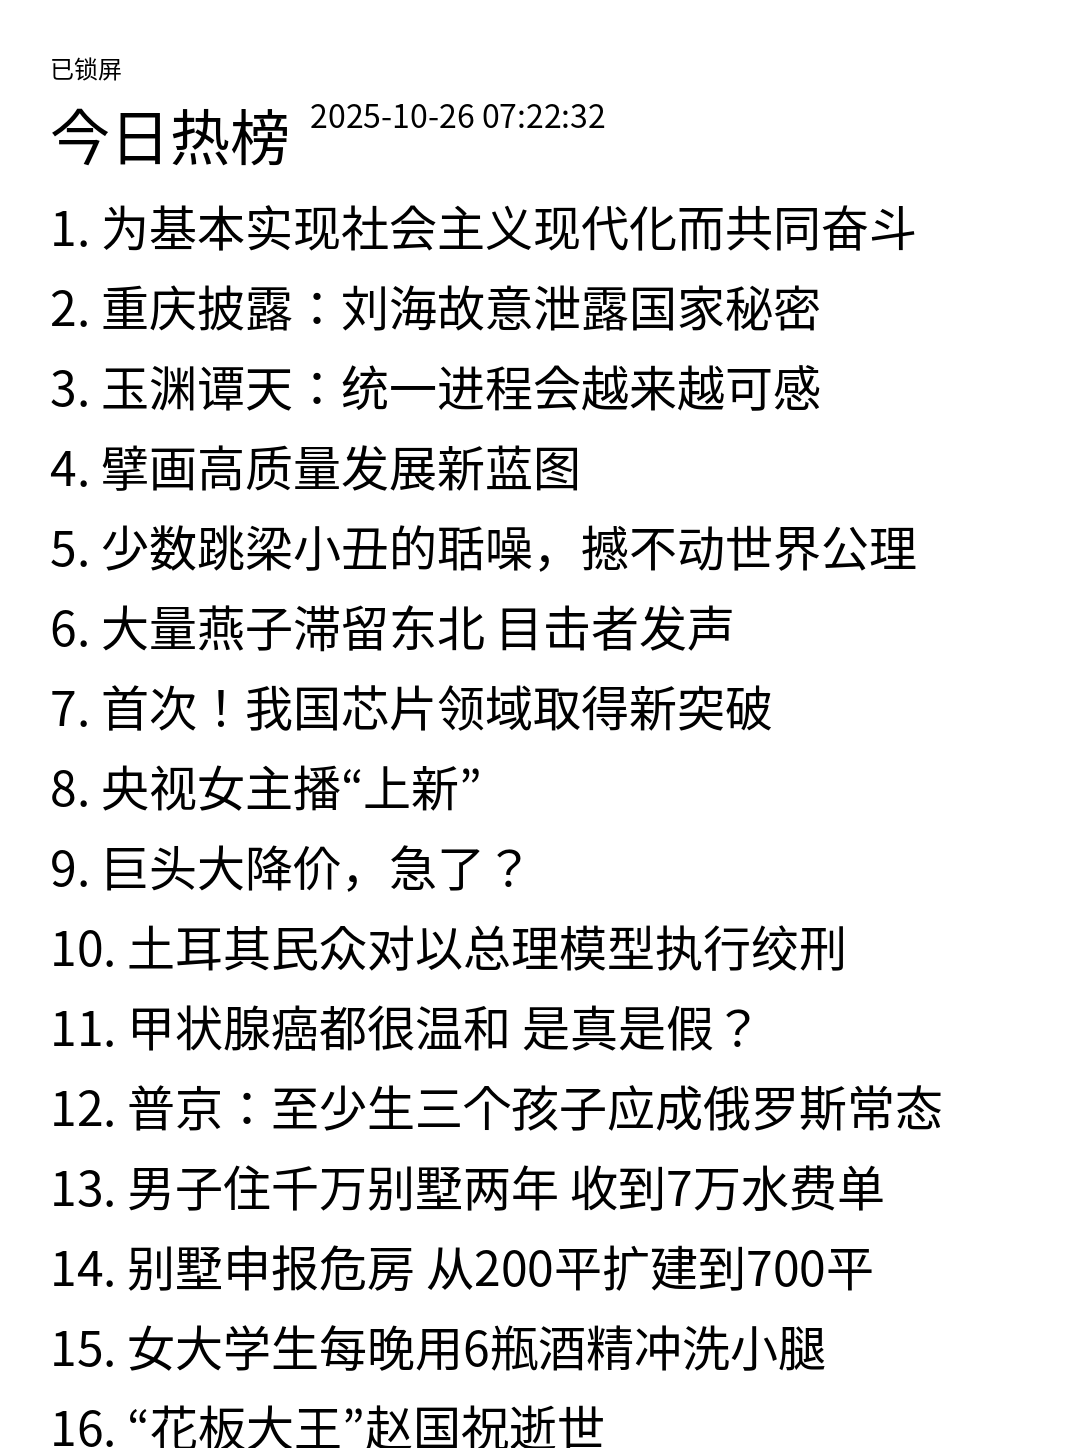 已锁屏
今日热榜 2025-10-26 07:22:32
1. 为基本实现社会主义现代化而共同奋斗
2. 重庆披露：刘海故意泄露国家秘密
3. 玉渊谭天：统一进程会越来越可感
4. 擘画高质量发展新蓝图
5. 少数跳梁小丑的聒噪，撼不动世界公理
6. 大量燕子滞留东北 目击者发声
7. 首次！我国芯片领域取得新突破
8. 央视女主播“上新”
9. 巨头大降价，急了？
10. 土耳其民众对以总理模型执行绞刑
11. 甲状腺癌都很温和 是真是假？
12. 普京：至少生三个孩子应成俄罗斯常态
13. 男子住千万别墅两年 收到7万水费单
14. 别墅申报危房 从200平扩建到700平
15. 女大学生每晚用6瓶酒精冲洗小腿
16. “花板大王”赵国祝逝世